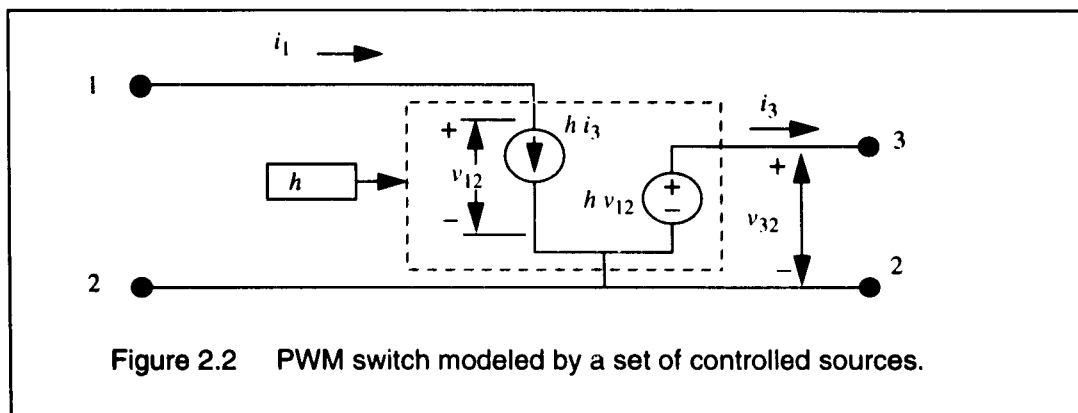 i1
1
h i3
i3
+
3
+
h
v12
h v12
+
−
v32
−
−
2
2
Figure 2.2 PWM switch modeled by a set of controlled sources.